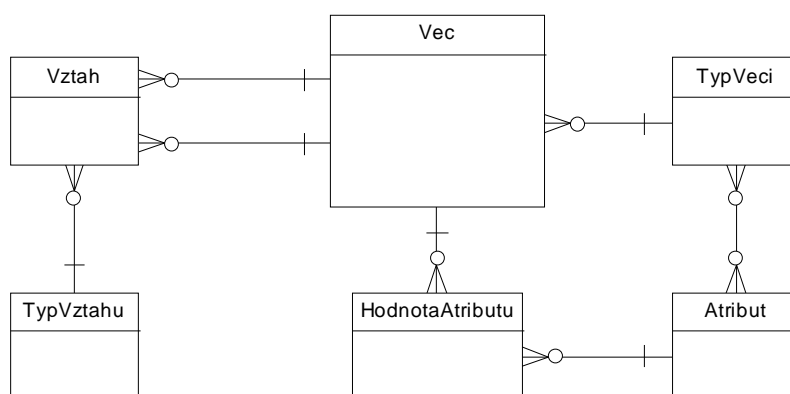 Vec
Vztah
TypVeci
TypVztahu
HodnotaAtributu
Atribut